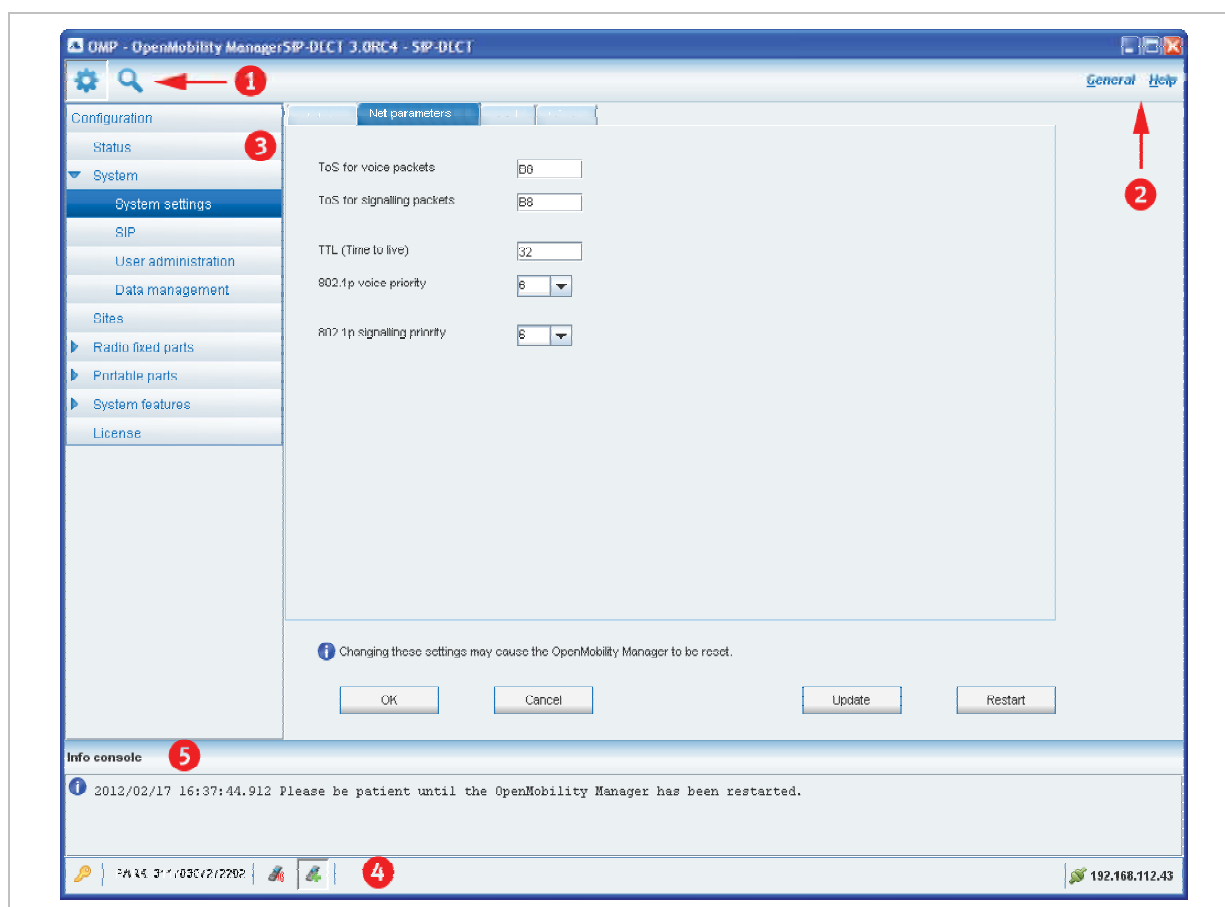 OMP - OpenMobility ManagerSIP-DECT 3.0RC4 - SIP-DECT
1
General Help
2
Configuration
Status
3
System
System settings
SIP
User administration
Data management
Sites
Radio fixed parts
Portable parts
System features
License
Net parameters
ToS for voice packets B8
ToS for signalling packets B8
TTL (Time to live) 32
802.1p voice priority 6
802.1p signalling priority 6
Changing these settings may cause the OpenMobility Manager to be reset.
OK Cancel Update Restart
Info console 5
2012/02/17 16:37:44.912 Please be patient until the OpenMobility Manager has been restarted.
4
192.168.112.43